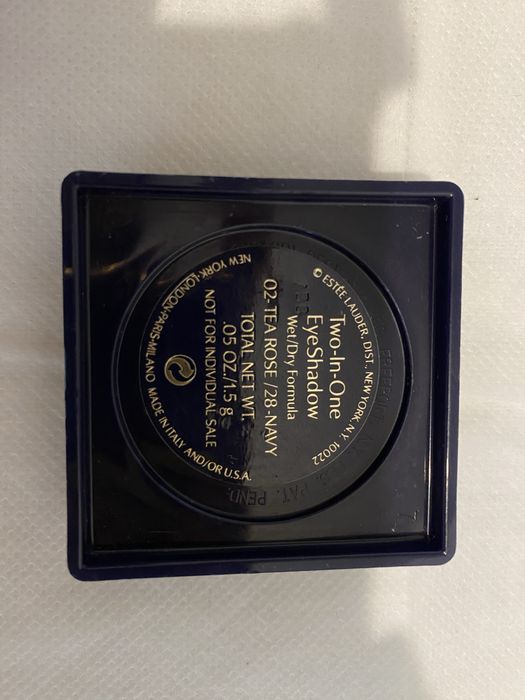 © ESTÉE LAUDER, DIST., NEW YORK, N.Y. 10022
Two-In-One
EyeShadow
Wet/Dry Formula
02-TEA ROSE /28-NAVY
TOTAL NET WT.
.05 OZ/1.5 g
NOT FOR INDIVIDUAL SALE
NEW YORK-LONDON-PARIS-MILANO MADE IN ITALY AND/OR U.S.A.
PAT. PEND.